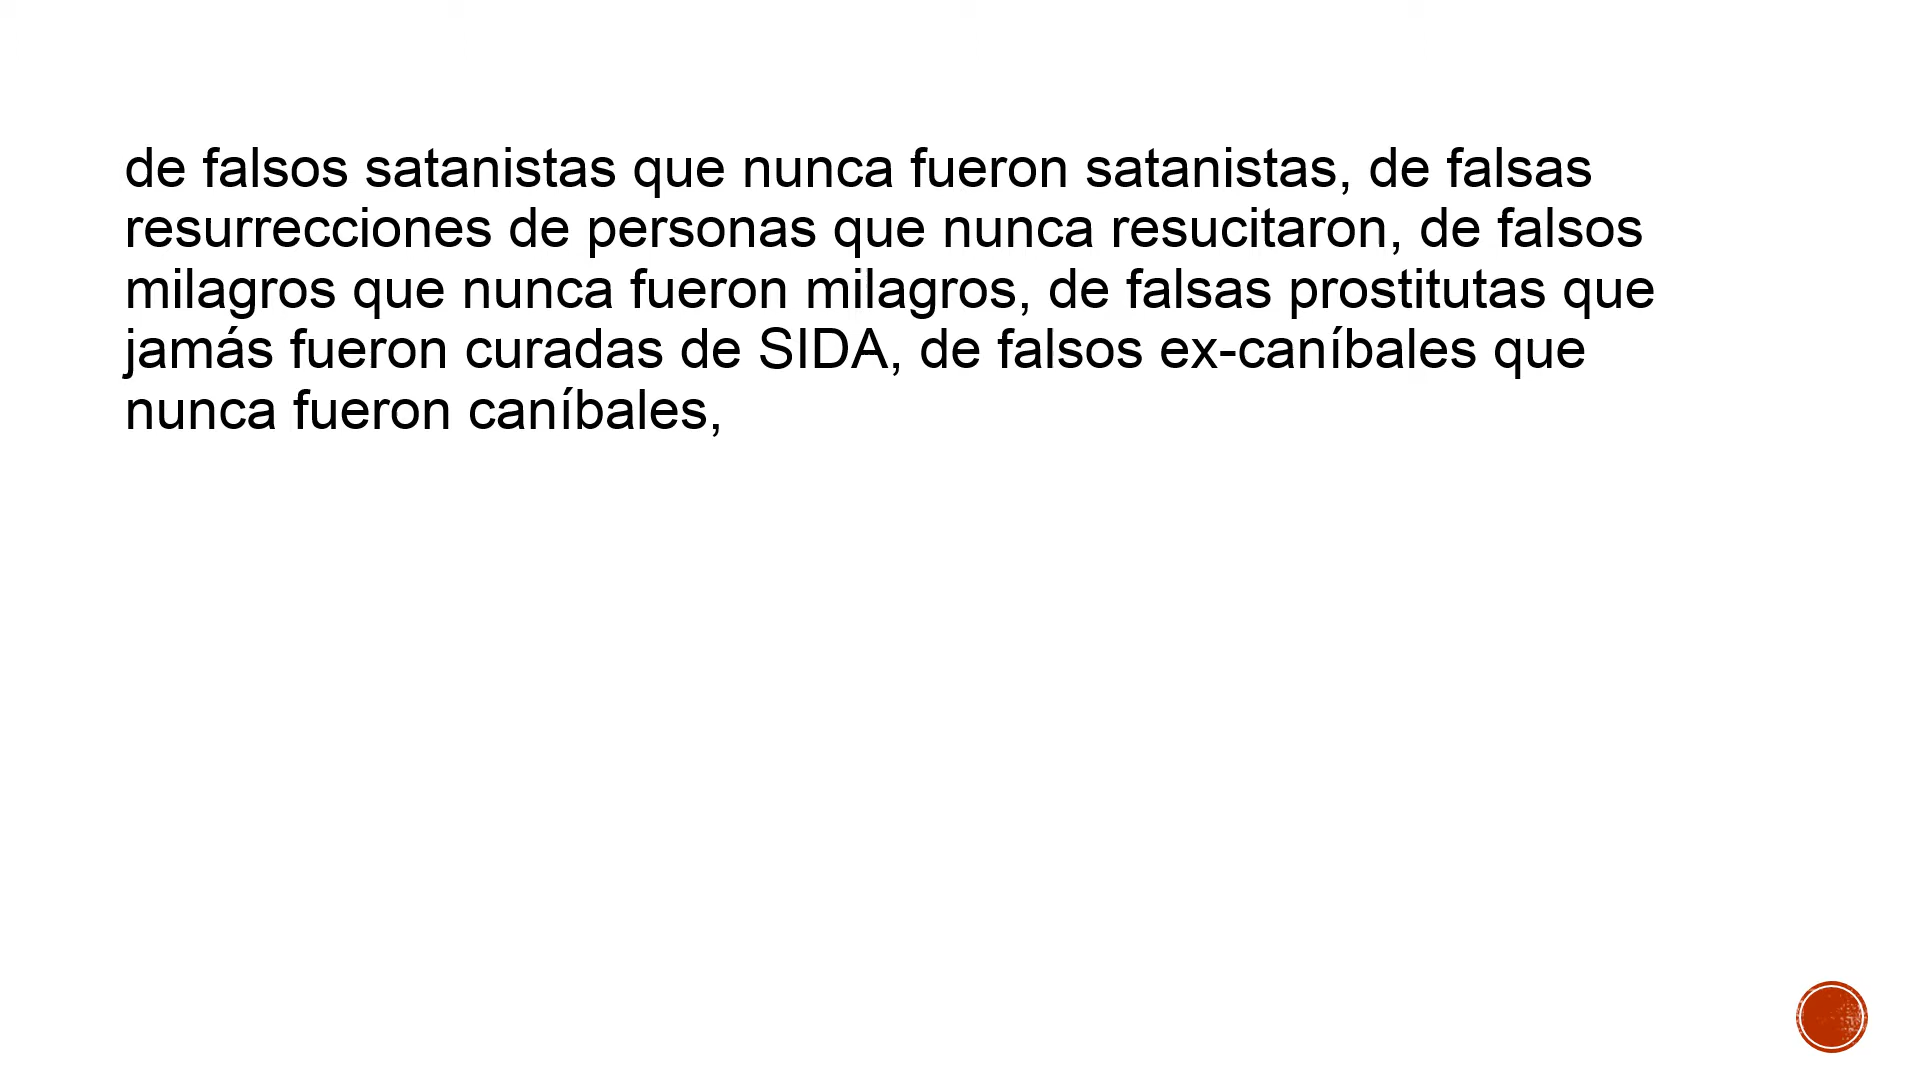 de falsos satanistas que nunca fueron satanistas, de falsas
resurrecciones de personas que nunca resucitaron, de falsos
milagros que nunca fueron milagros, de falsas prostitutas que
jamás fueron curadas de SIDA, de falsos ex-caníbales que
nunca fueron caníbales,